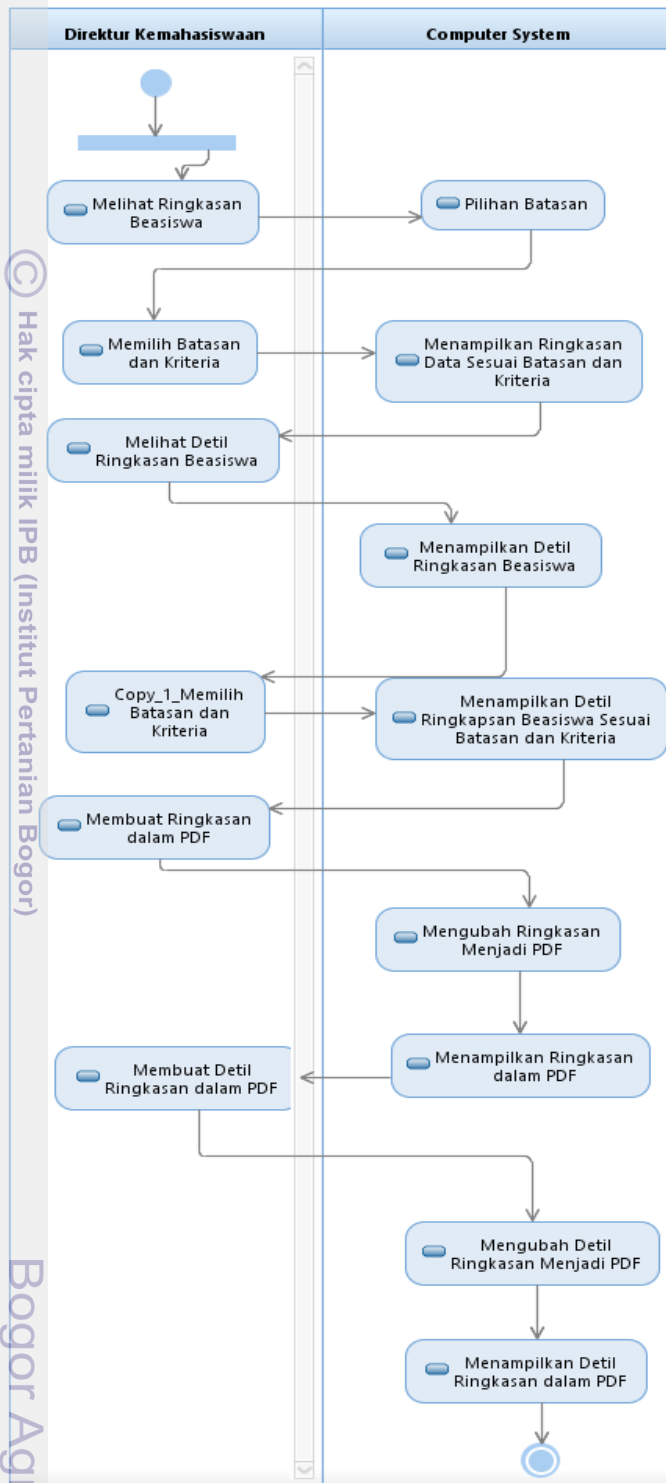 Direktur Kemahasiswaan
Computer System
Melihat Ringkasan
Beasiswa
Pilihan Batasan
Memilih Batasan
dan Kriteria
Menampilkan Ringkasan
Data Sesuai Batasan dan
Kriteria
Melihat Detil
Ringkasan Beasiswa
Menampilkan Detil
Ringkasan Beasiswa
Copy_1_Memilih
Batasan dan
Kriteria
Menampilkan Detil
Ringkapsan Beasiswa Sesuai
Batasan dan Kriteria
Membuat Ringkasan
dalam PDF
Mengubah Ringkasan
Menjadi PDF
Menampilkan Ringkasan
dalam PDF
Membuat Detil
Ringkasan dalam PDF
Mengubah Detil
Ringkasan Menjadi PDF
Menampilkan Detil
Ringkasan dalam PDF
© Hak cipta milik IPB (Institut Pertanian Bogor)
Bogor Agr